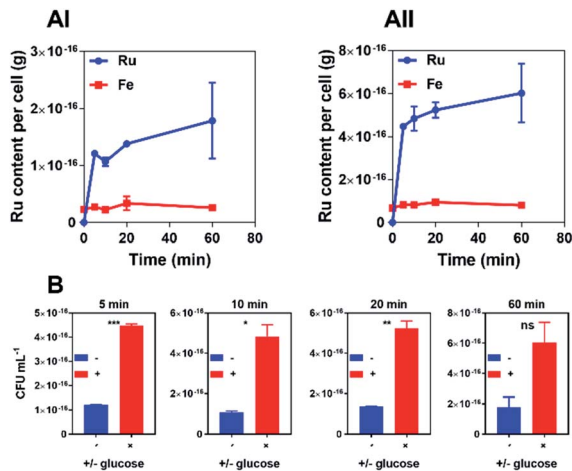 AI
Ru content per cell (g)
3×10⁻¹⁶
2×10⁻¹⁶
1×10⁻¹⁶
0
Ru
Fe
0 20 40 60 80
Time (min)
AII
Ru content per cell (g)
8×10⁻¹⁶
6×10⁻¹⁶
4×10⁻¹⁶
2×10⁻¹⁶
0
Ru
Fe
0 20 40 60 80
Time (min)
B
CFU mL⁻¹
5 min
5×10⁻¹⁶
4×10⁻¹⁶
3×10⁻¹⁶
2×10⁻¹⁶
1×10⁻¹⁶
0
***
-
+
- +
+/- glucose
10 min
6×10⁻¹⁶
4×10⁻¹⁶
2×10⁻¹⁶
0
*
-
+
- +
+/- glucose
20 min
6×10⁻¹⁶
4×10⁻¹⁶
2×10⁻¹⁶
0
**
-
+
- +
+/- glucose
60 min
8×10⁻¹⁶
6×10⁻¹⁶
4×10⁻¹⁶
2×10⁻¹⁶
0
ns
-
+
- +
+/- glucose